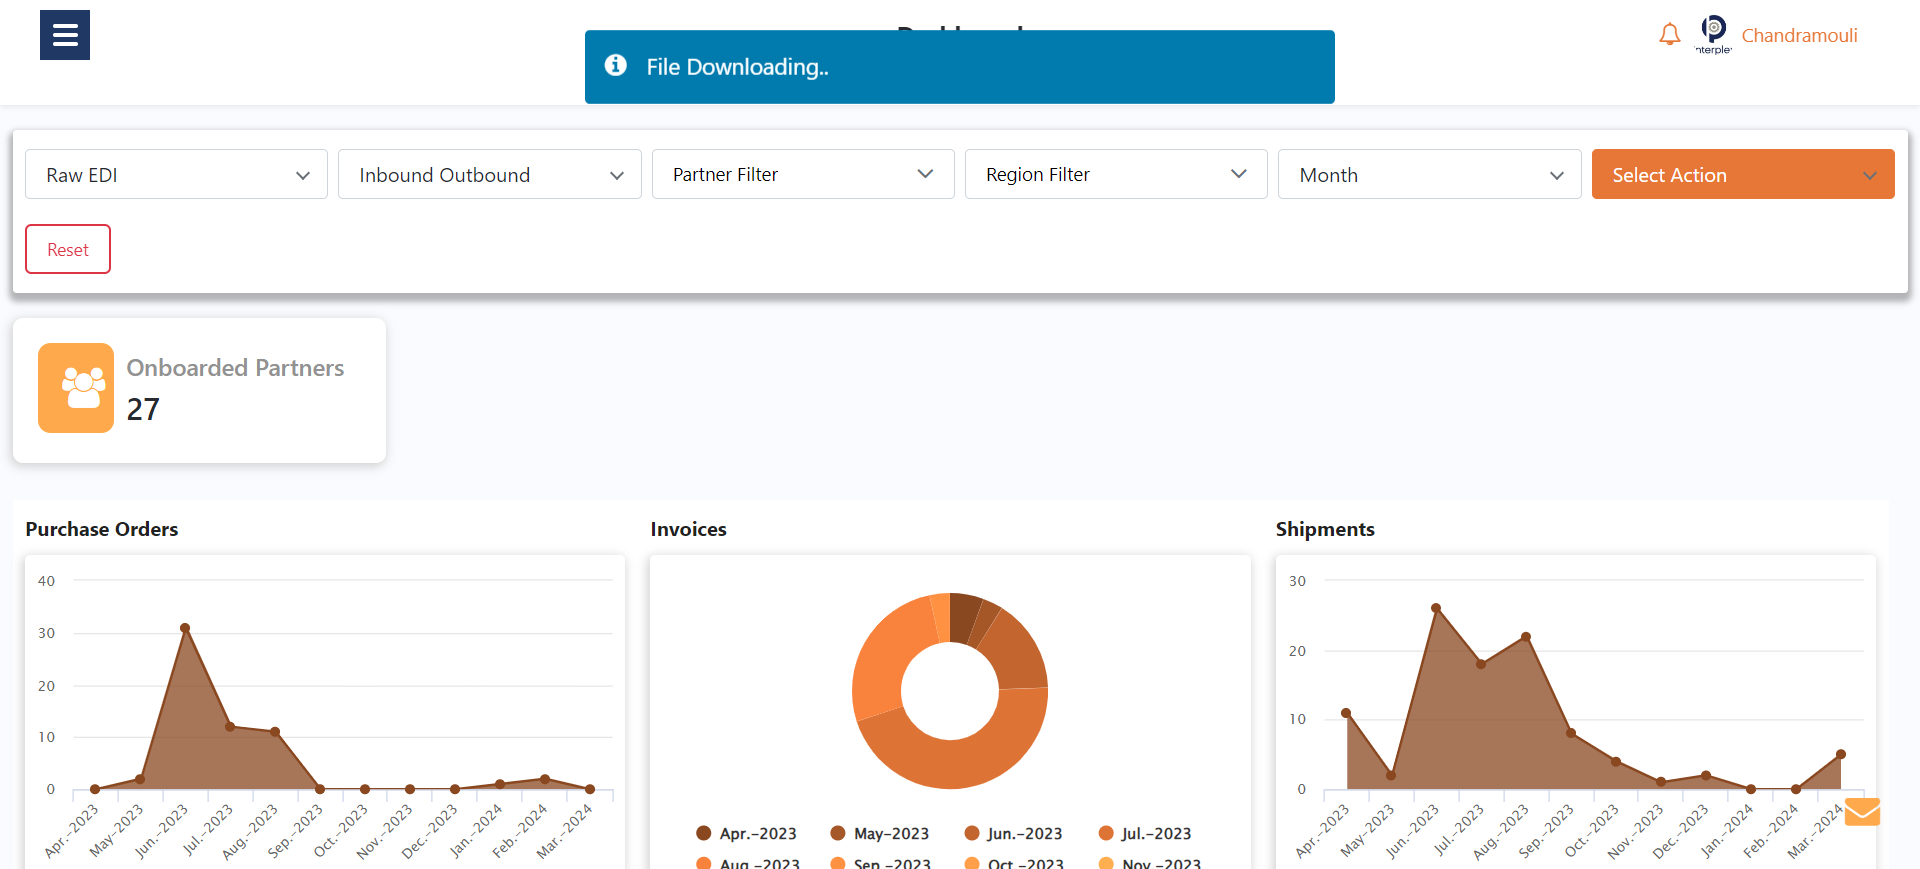 File Downloading..
nterple
Chandramouli
Raw EDI
Inbound Outbound
Partner Filter
Region Filter
Month
Select Action
Reset
Onboarded Partners
27
Purchase Orders
40
30
20
10
0
Apr.-2023
May-2023
Jun.-2023
Jul.-2023
Aug.-2023
Sep.-2023
Oct.-2023
Nov.-2023
Dec.-2023
Jan.-2024
Feb.-2024
Mar.-2024
Invoices
Apr.-2023
May-2023
Jun.-2023
Jul.-2023
Aug.-2023
Sep.-2023
Oct.-2023
Nov.-2023
Shipments
30
20
10
0
Apr.-2023
May-2023
Jun.-2023
Jul.-2023
Aug.-2023
Sep.-2023
Oct.-2023
Nov.-2023
Dec.-2023
Jan.-2024
Feb.-2024
Mar.-2024